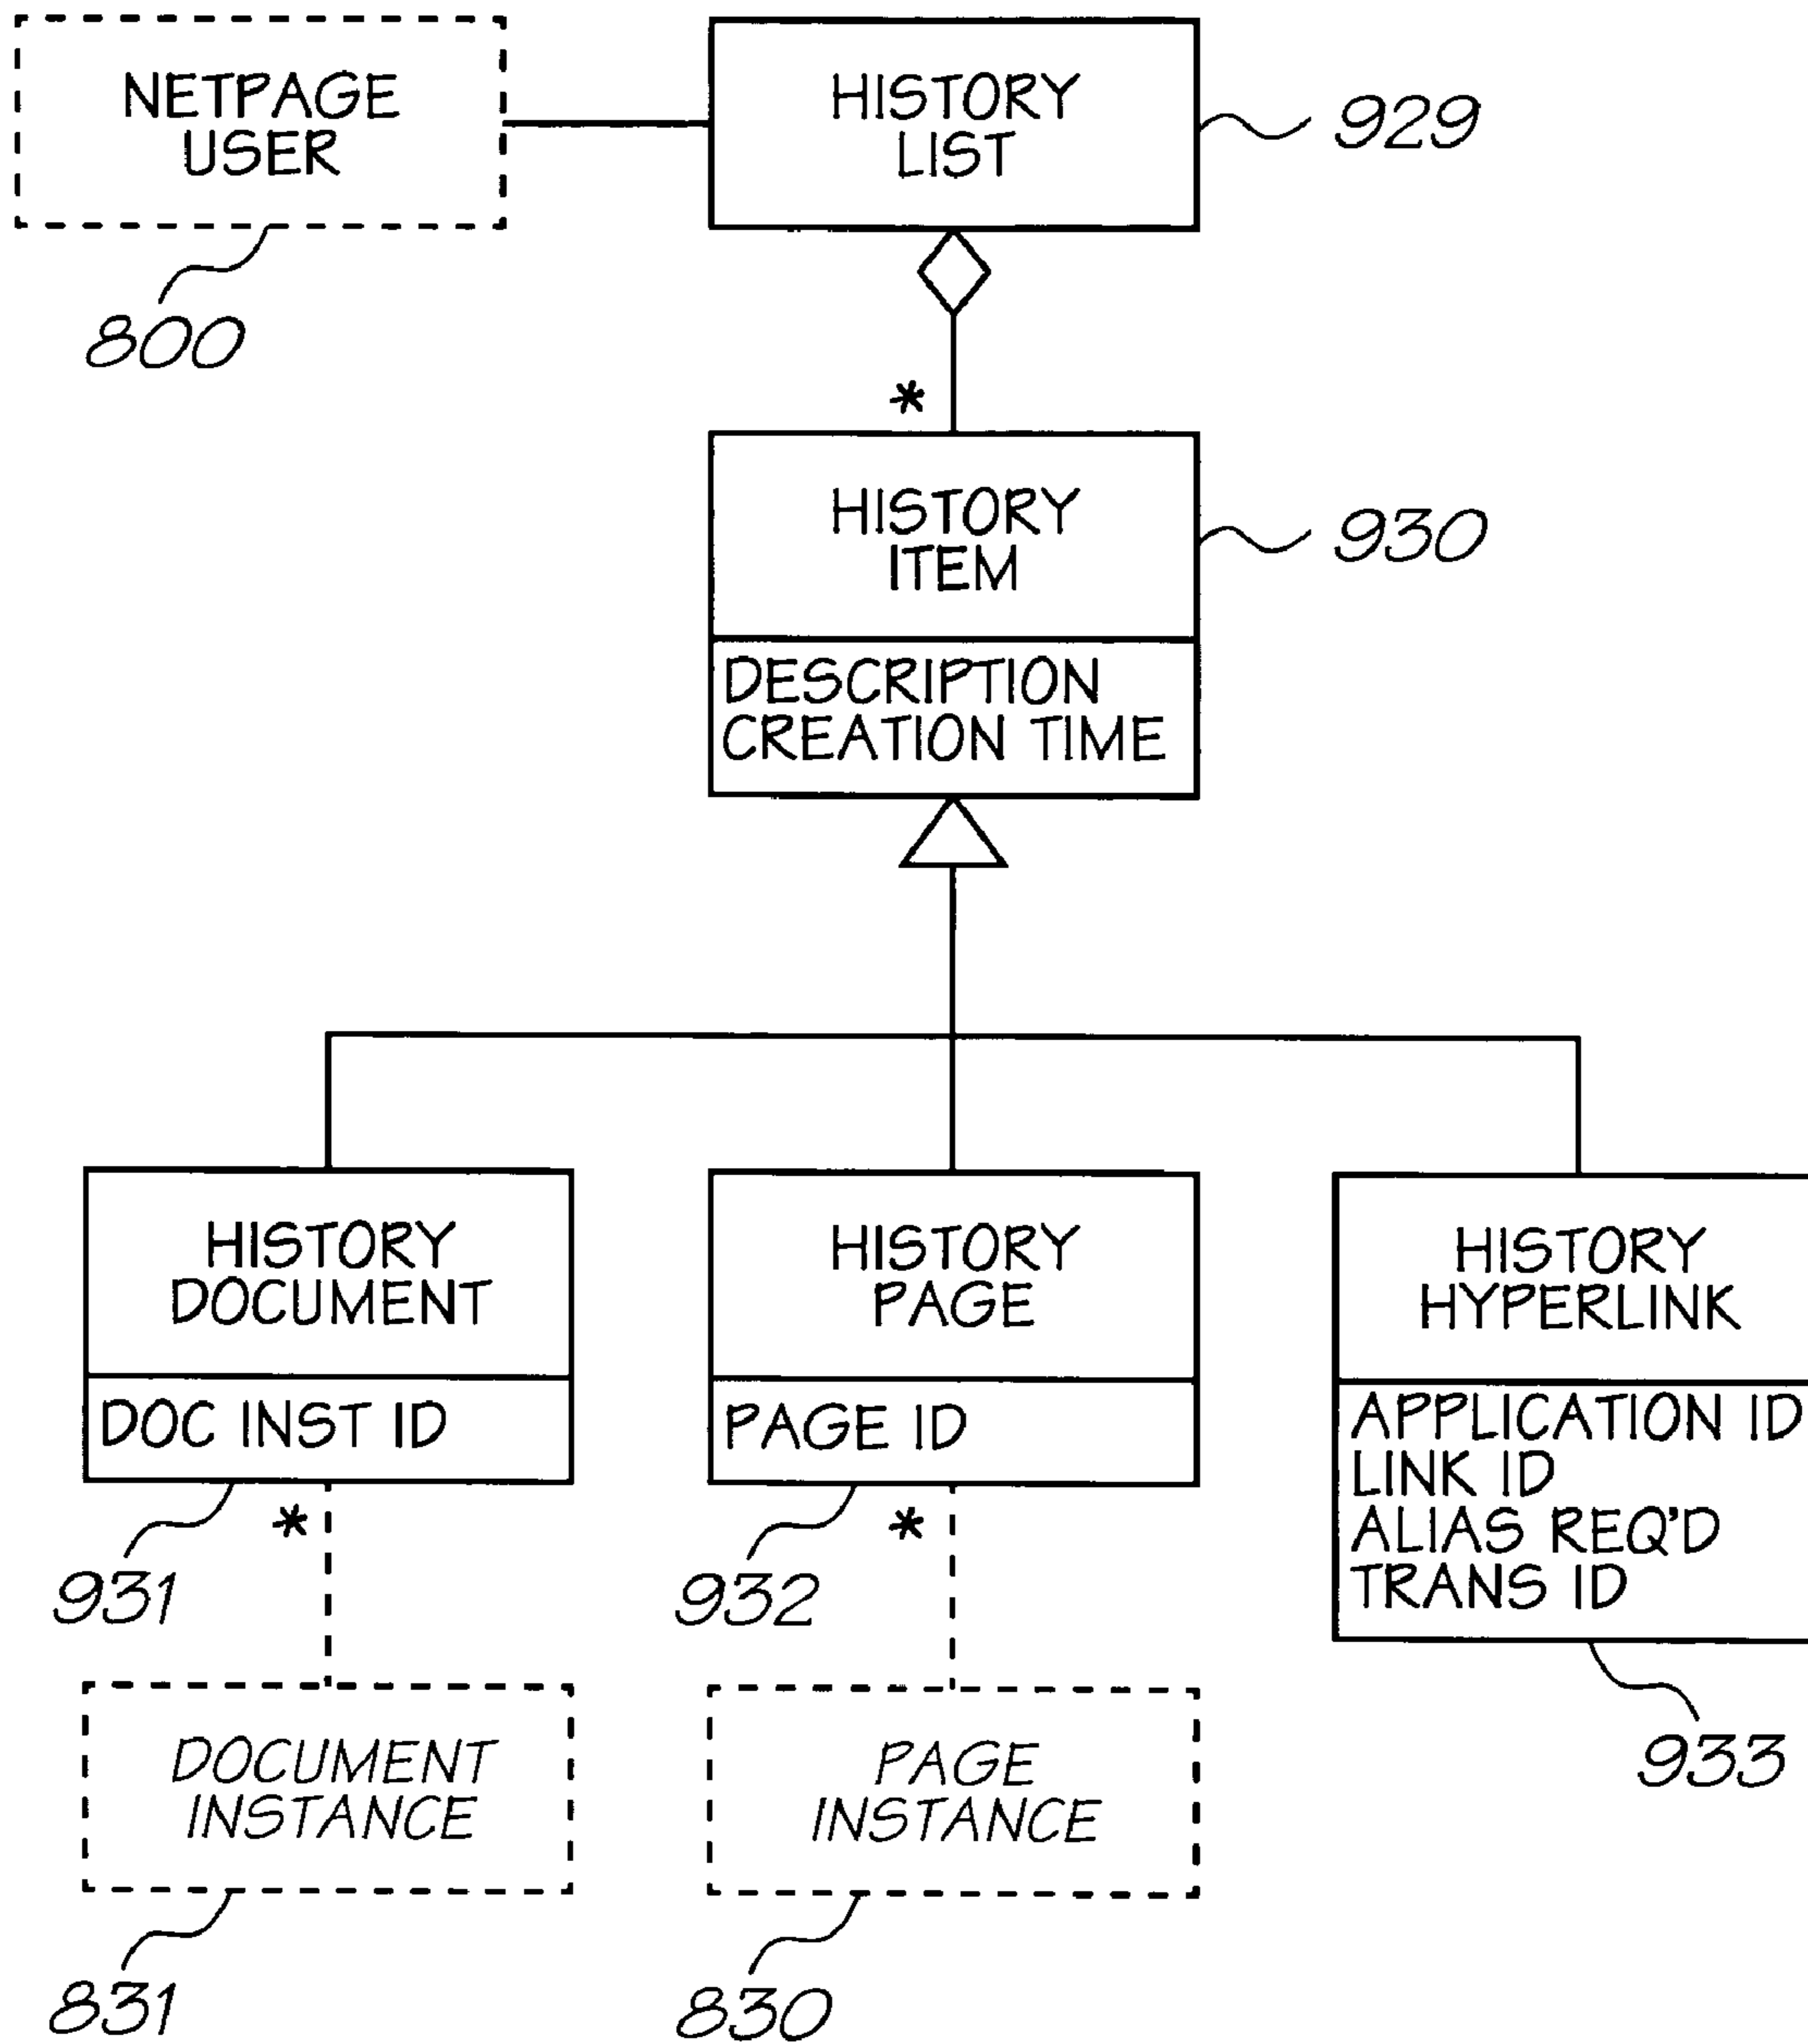 NETPAGE
USER
800
HISTORY
LIST
929
*
HISTORY
ITEM
930
DESCRIPTION
CREATION TIME
HISTORY
DOCUMENT
DOC INST ID
*
931
HISTORY
PAGE
PAGE ID
*
932
HISTORY
HYPERLINK
APPLICATION ID
LINK ID
ALIAS REQ'D
TRANS ID
933
DOCUMENT
INSTANCE
831
PAGE
INSTANCE
830